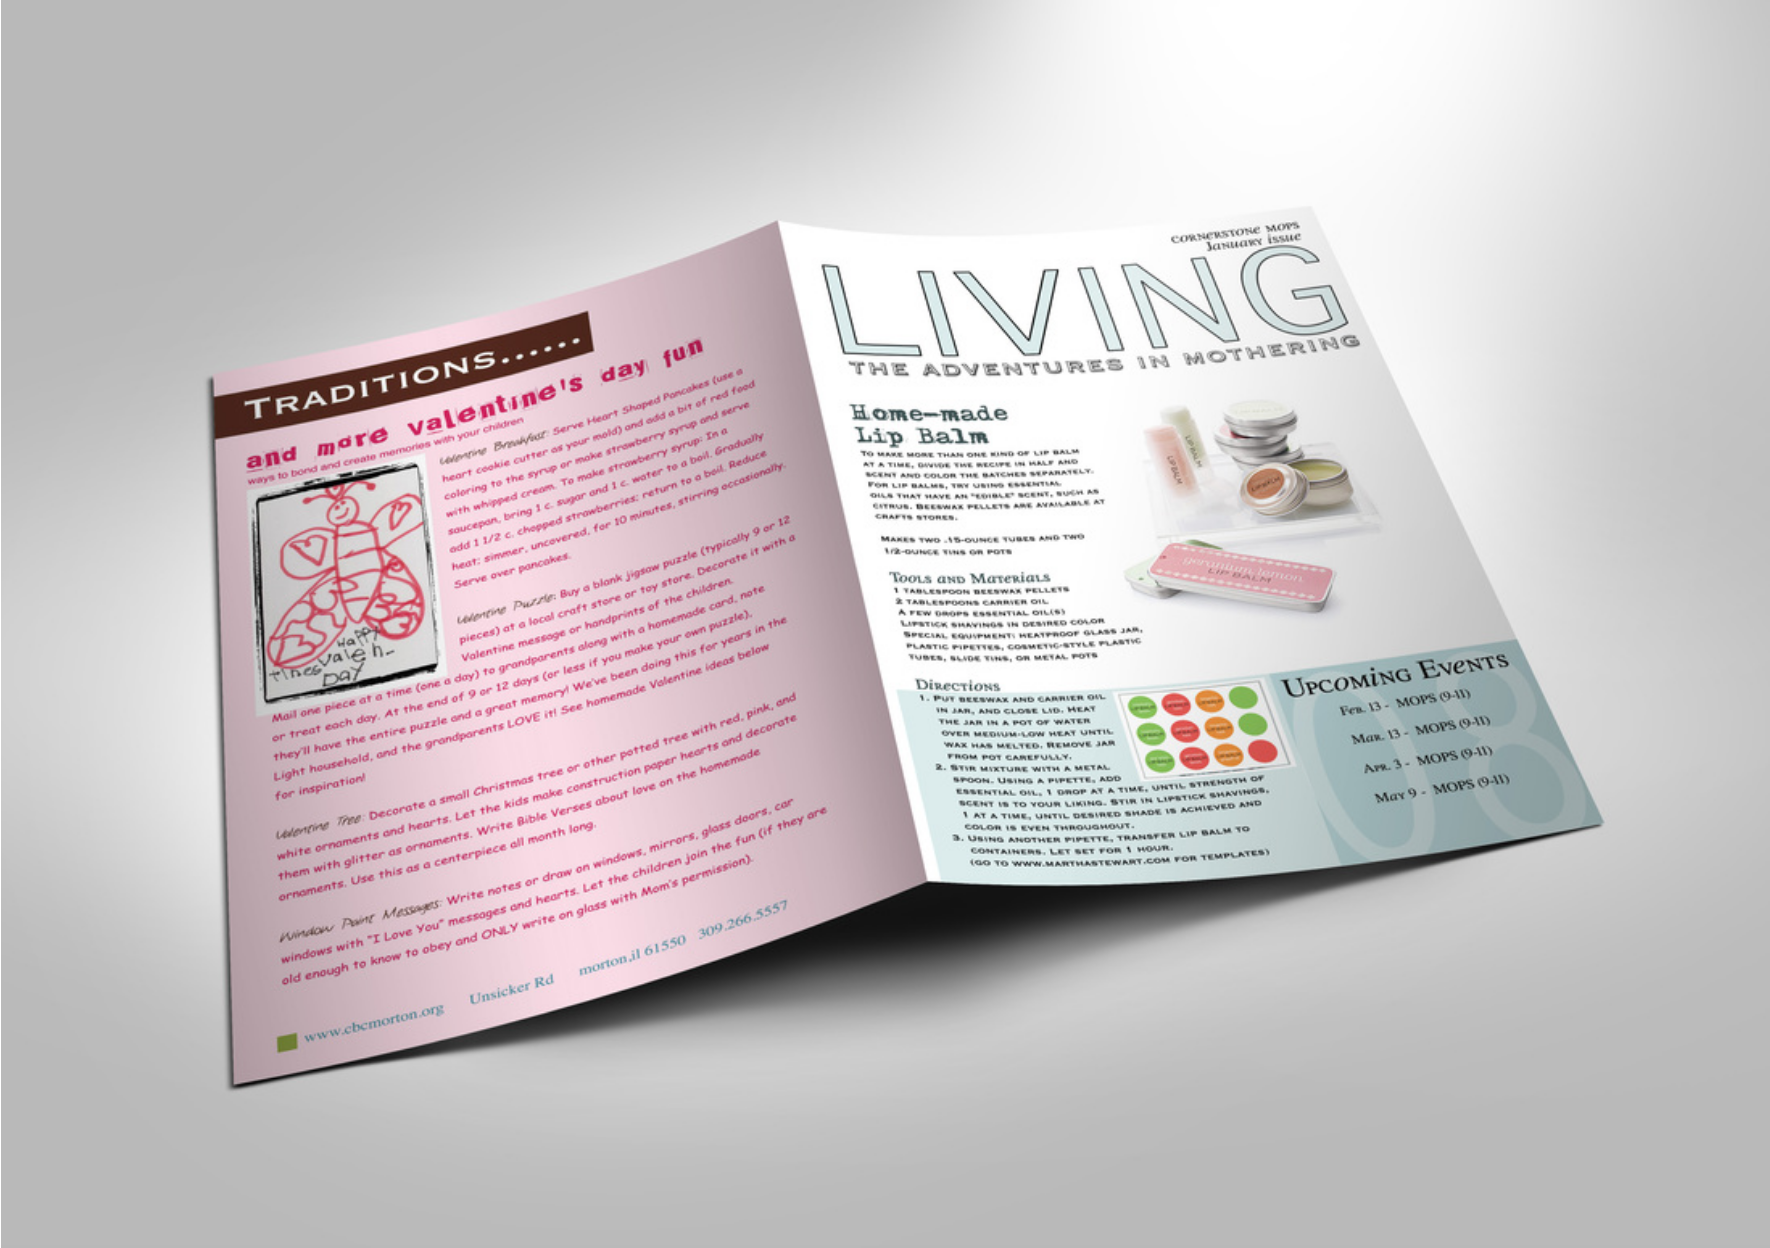 TRADITIONS......
and more valentine's day fun
ways to bond and create memories with your children
Valentine Breakfast: Serve Heart Shaped Pancakes (use a
heart cookie cutter as your mold) and add a bit of red food
coloring to the syrup or make strawberry syrup and serve
with whipped cream. To make strawberry syrup: In a
saucepan, bring 1 c. sugar and 1 c. water to a boil. Gradually
add 1 1/2 c. chopped strawberries; return to a boil. Reduce
heat; simmer, uncovered, for 10 minutes, stirring occasionally.
Serve over pancakes.
Happy
valen-
tines
DAY
Valentine Puzzle: Buy a blank jigsaw puzzle (typically 9 or 12
pieces) at a local craft store or toy store. Decorate it with a
Valentine message or handprints of the children.
Mail one piece at a time (one a day) to grandparents along with a homemade card, note
or treat each day. At the end of 9 or 12 days (or less if you make your own puzzle),
they'll have the entire puzzle and a great memory! We've been doing this for years in the
Light household, and the grandparents LOVE it! See homemade Valentine ideas below
for inspiration!
Valentine Tree: Decorate a small Christmas tree or other potted tree with red, pink, and
white ornaments and hearts. Let the kids make construction paper hearts and decorate
them with glitter as ornaments. Write Bible Verses about love on the homemade
ornaments. Use this as a centerpiece all month long.
Window Paint Messages: Write notes or draw on windows, mirrors, glass doors, car
windows with "I Love You" messages and hearts. Let the children join the fun (if they are
old enough to know to obey and ONLY write on glass with Mom's permission).
www.cbcmorton.org Unsicker Rd morton,il 61550 309.266.5557
CORNERSTONE MOPS
January issue
LIVING
THE ADVENTURES IN MOTHERING
Home-made
Lip Balm
TO MAKE MORE THAN ONE KIND OF LIP BALM
AT A TIME, DIVIDE THE RECIPE IN HALF AND
SCENT AND COLOR THE BATCHES SEPARATELY.
FOR LIP BALMS, TRY USING ESSENTIAL
OILS THAT HAVE AN "EDIBLE" SCENT, SUCH AS
CITRUS. BEESWAX PELLETS ARE AVAILABLE AT
CRAFTS STORES.
MAKES TWO .15-OUNCE TUBES AND TWO
1/2-OUNCE TINS OR POTS
LIP BALM
LIP BALM
LIP BALM
geranium lemon
LIP BALM
Tools and Materials
1 TABLESPOON BEESWAX PELLETS
2 TABLESPOONS CARRIER OIL
A FEW DROPS ESSENTIAL OIL(S)
LIPSTICK SHAVINGS IN DESIRED COLOR
SPECIAL EQUIPMENT: HEATPROOF GLASS JAR,
PLASTIC PIPETTES, COSMETIC-STYLE PLASTIC
TUBES, SLIDE TINS, OR METAL POTS
Directions
1. PUT BEESWAX AND CARRIER OIL
IN JAR, AND CLOSE LID. HEAT
THE JAR IN A POT OF WATER
OVER MEDIUM-LOW HEAT UNTIL
WAX HAS MELTED. REMOVE JAR
FROM POT CAREFULLY.
2. STIR MIXTURE WITH A METAL
SPOON. USING A PIPETTE, ADD
ESSENTIAL OIL, 1 DROP AT A TIME, UNTIL STRENGTH OF
SCENT IS TO YOUR LIKING. STIR IN LIPSTICK SHAVINGS,
1 AT A TIME, UNTIL DESIRED SHADE IS ACHIEVED AND
COLOR IS EVEN THROUGHOUT.
3. USING ANOTHER PIPETTE, TRANSFER LIP BALM TO
CONTAINERS. LET SET FOR 1 HOUR.
(GO TO WWW.MARTHASTEWART.COM FOR TEMPLATES)
Upcoming Events
08
Feb. 13 - MOPS (9-11)
Mar. 13 - MOPS (9-11)
Apr. 3 - MOPS (9-11)
May 9 - MOPS (9-11)